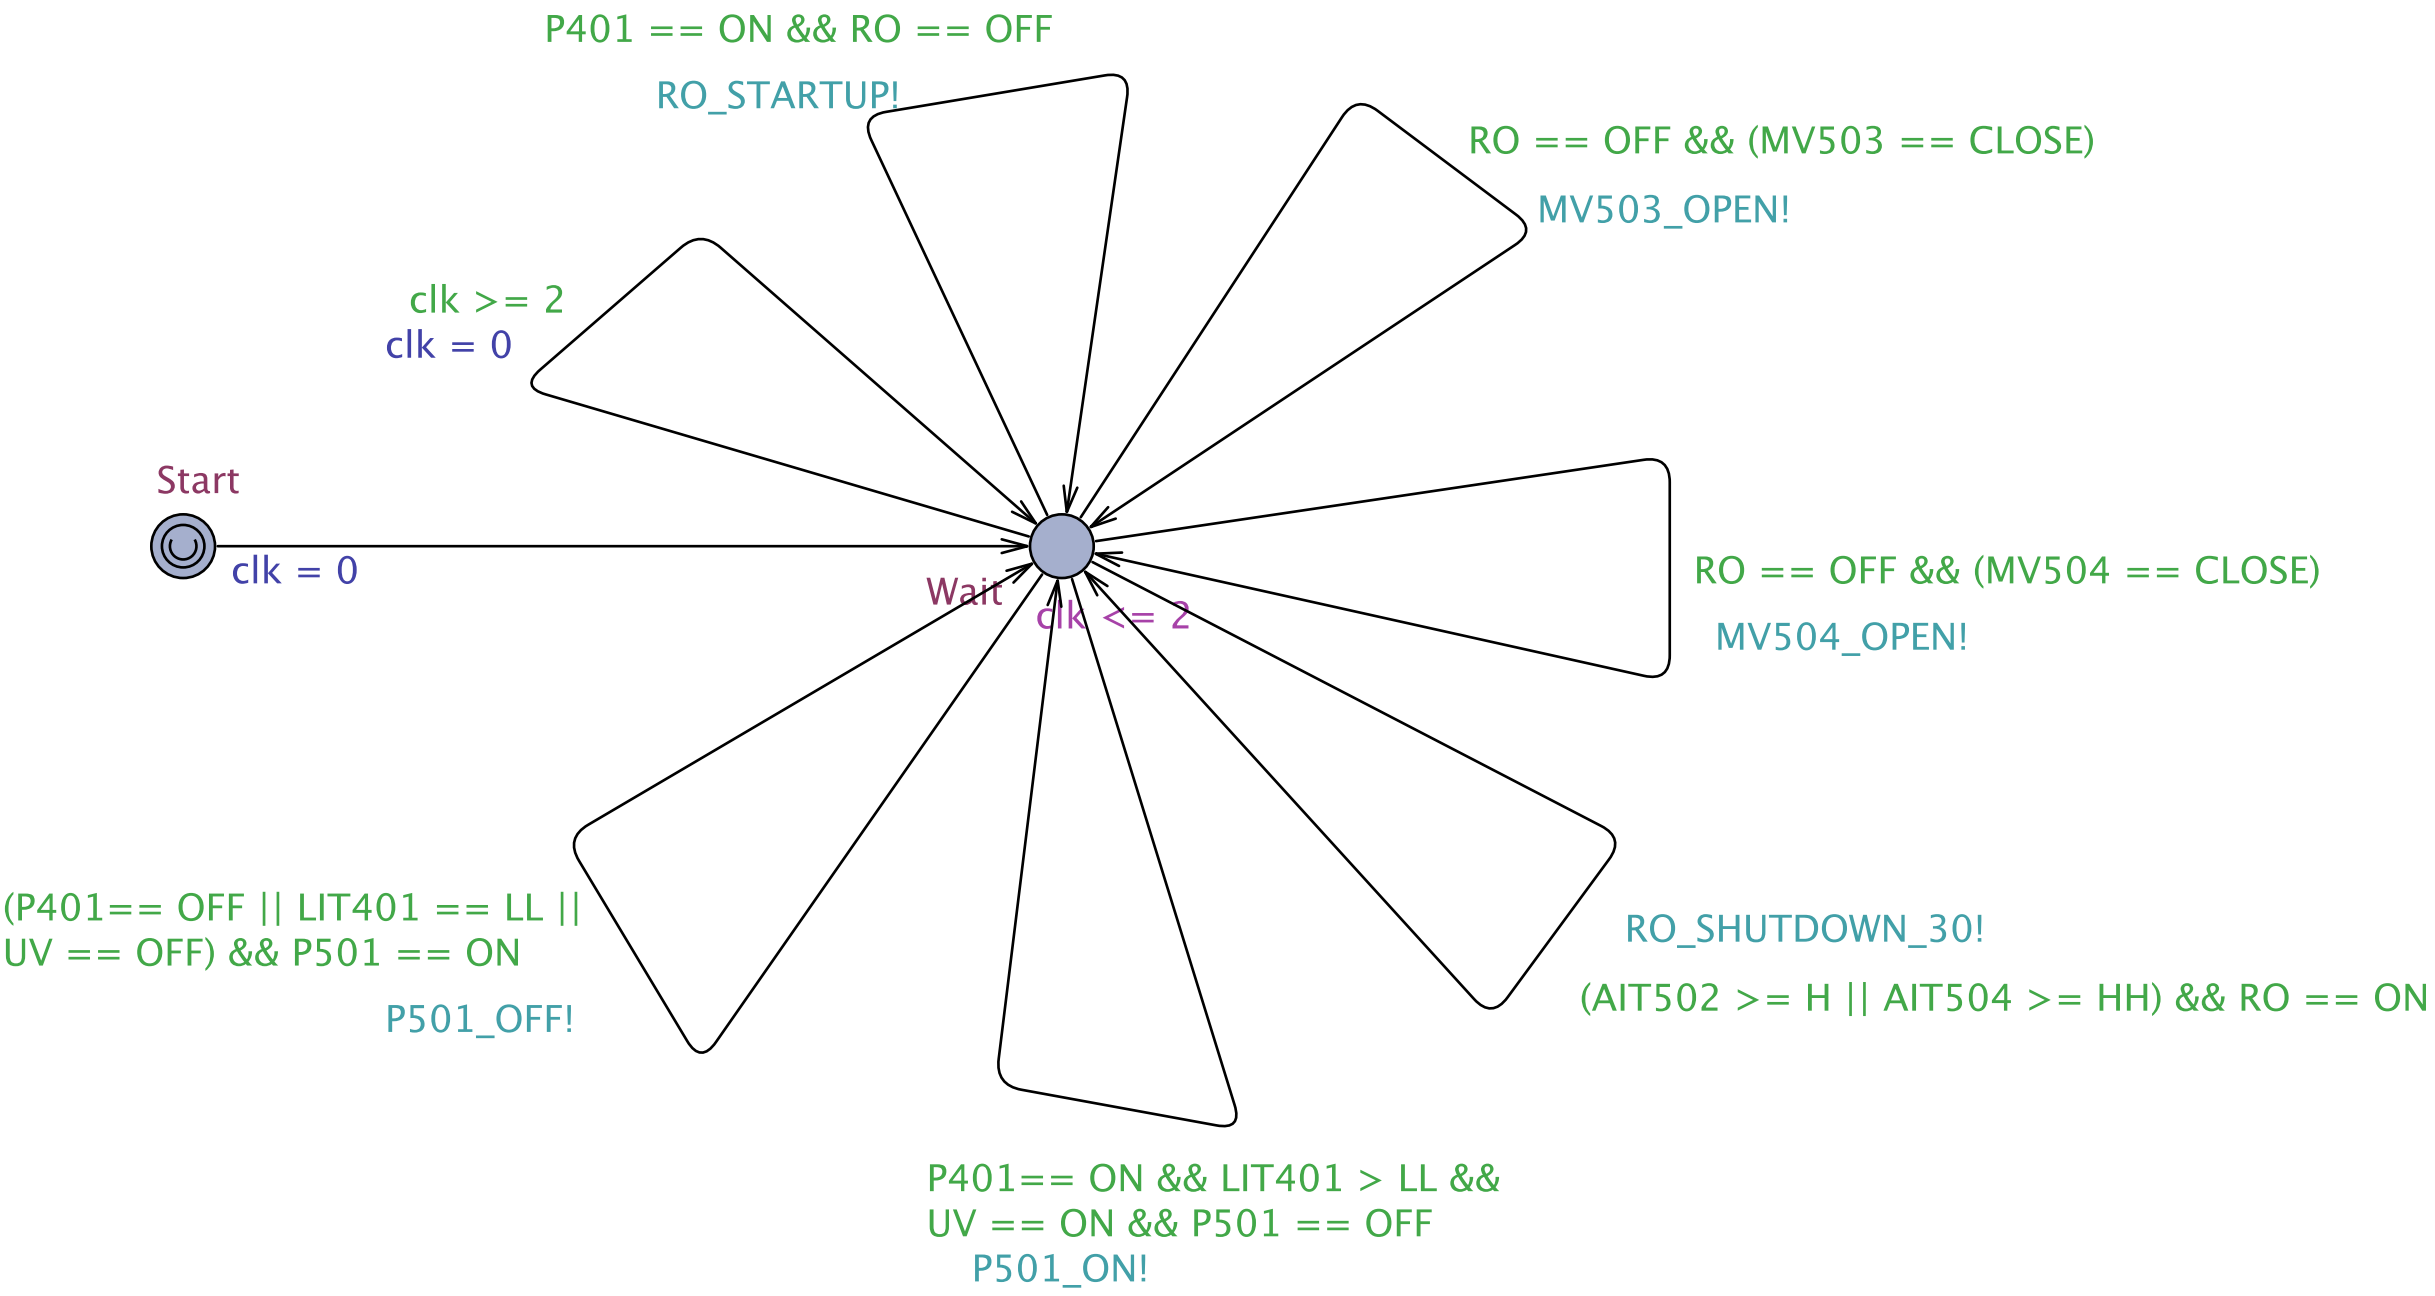 P401 == ON && RO == OFF
RO_STARTUP!
RO == OFF && (MV503 == CLOSE)
MV503_OPEN!
clk >= 2
clk = 0
Start
clk = 0
Wait
clk <= 2
RO == OFF && (MV504 == CLOSE)
MV504_OPEN!
(P401== OFF || LIT401 == LL ||
UV == OFF) && P501 == ON
P501_OFF!
RO_SHUTDOWN_30!
(AIT502 >= H || AIT504 >= HH) && RO == ON
P401== ON && LIT401 > LL &&
UV == ON && P501 == OFF
P501_ON!